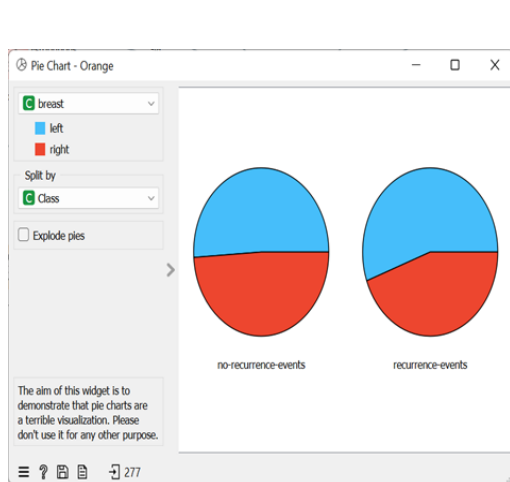 Pie Chart - Orange
C breast
left
right
Split by
C Class
Explode pies
no-recurrence-events
recurrence-events
The aim of this widget is to
demonstrate that pie charts are
a terrible visualization. Please
don't use it for any other purpose.
277